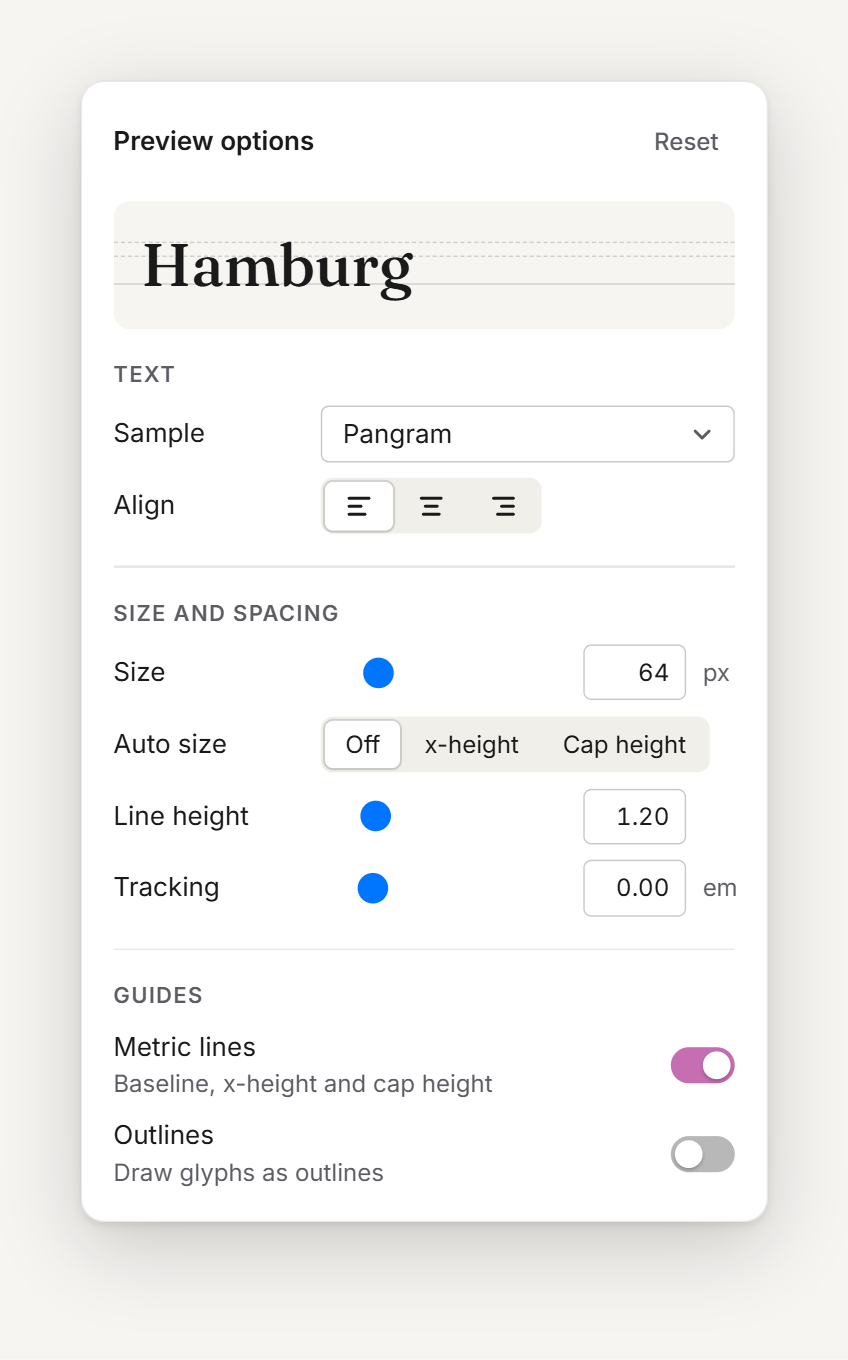 Preview options
Reset
Hamburg
TEXT
Sample
Pangram
Align
SIZE AND SPACING
Size
64 px
Auto size
Off x-height Cap height
Line height
1.20
Tracking
0.00 em
GUIDES
Metric lines
Baseline, x-height and cap height
Outlines
Draw glyphs as outlines